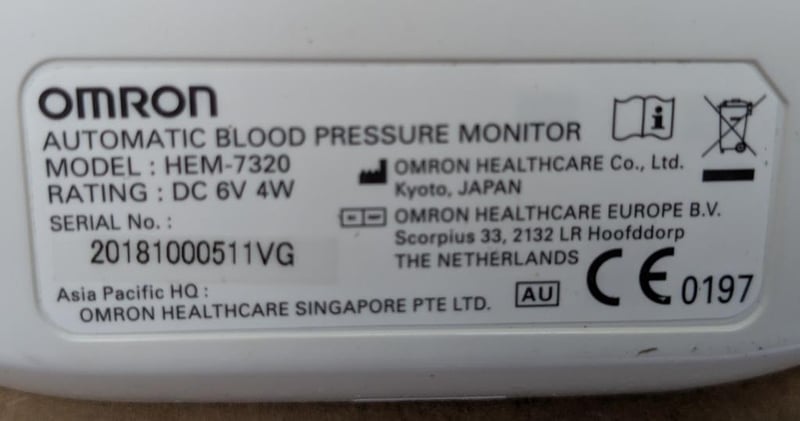 OMRON
AUTOMATIC BLOOD PRESSURE MONITOR
MODEL : HEM-7320
RATING : DC 6V 4W
SERIAL No. :
20181000511VG
OMRON HEALTHCARE Co., Ltd.
Kyoto, JAPAN
OMRON HEALTHCARE EUROPE B.V.
Scorpius 33, 2132 LR Hoofddorp
THE NETHERLANDS
Asia Pacific HQ :
OMRON HEALTHCARE SINGAPORE PTE LTD.
AU
CE 0197